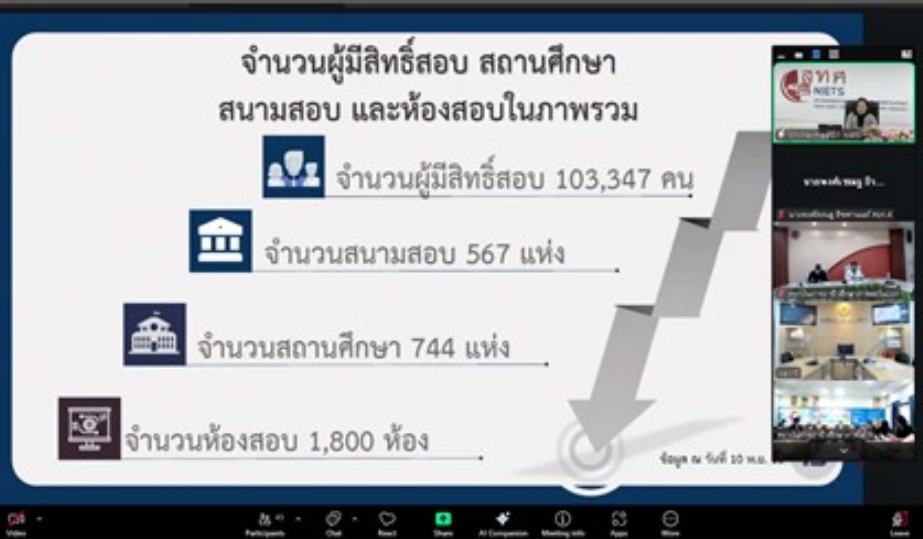 จำนวนผู้มีสิทธิ์สอบ สถานศึกษา
สนามสอบ และห้องสอบในภาพรวม
จำนวนผู้มีสิทธิ์สอบ 103,347 คน
จำนวนสนามสอบ 567 แห่ง
จำนวนสถานศึกษา 744 แห่ง
จำนวนห้องสอบ 1,800 ห้อง
ข้อมูล ณ วันที่ 10 พ.ย.
สทศ
NIETS
Video
Participants
Chat
React
Share
AI Companion
Meeting info
Apps
More
Leave